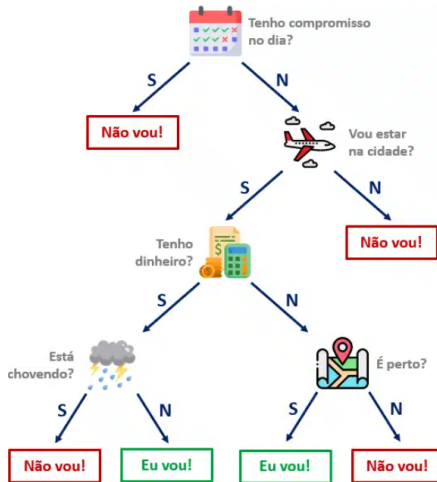 Tenho compromisso
no dia?
S
N
Não vou!
Vou estar
na cidade?
S
N
Tenho
dinheiro?
Não vou!
S
N
Está
chovendo?
É perto?
S
N
S
N
Não vou!
Eu vou!
Eu vou!
Não vou!